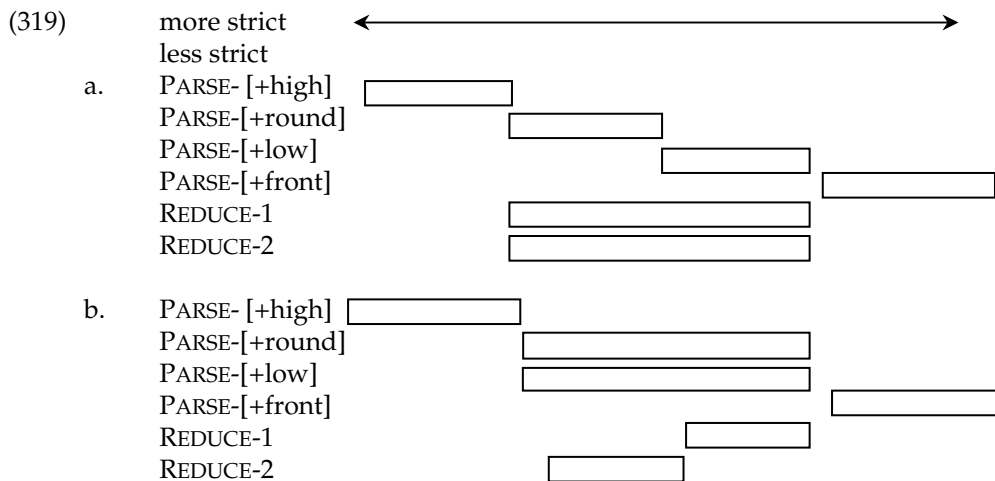 (319) more strict
less strict
a. PARSE- [+high]
PARSE-[+round]
PARSE-[+low]
PARSE-[+front]
REDUCE-1
REDUCE-2
b. PARSE- [+high]
PARSE-[+round]
PARSE-[+low]
PARSE-[+front]
REDUCE-1
REDUCE-2